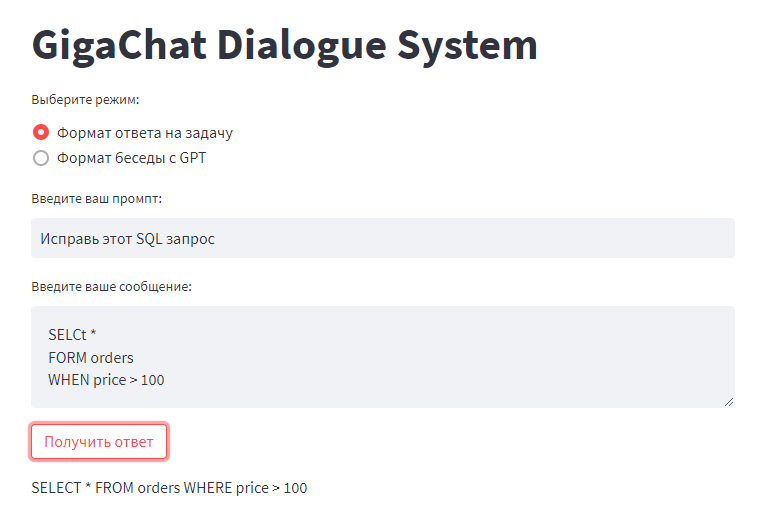 GigaChat Dialogue System
Выберите режим:
Формат ответа на задачу
Формат беседы с GPT
Введите ваш промпт:
Исправь этот SQL запрос
Введите ваше сообщение:
SELCt *
FORM orders
WHEN price > 100
Получить ответ
SELECT * FROM orders WHERE price > 100